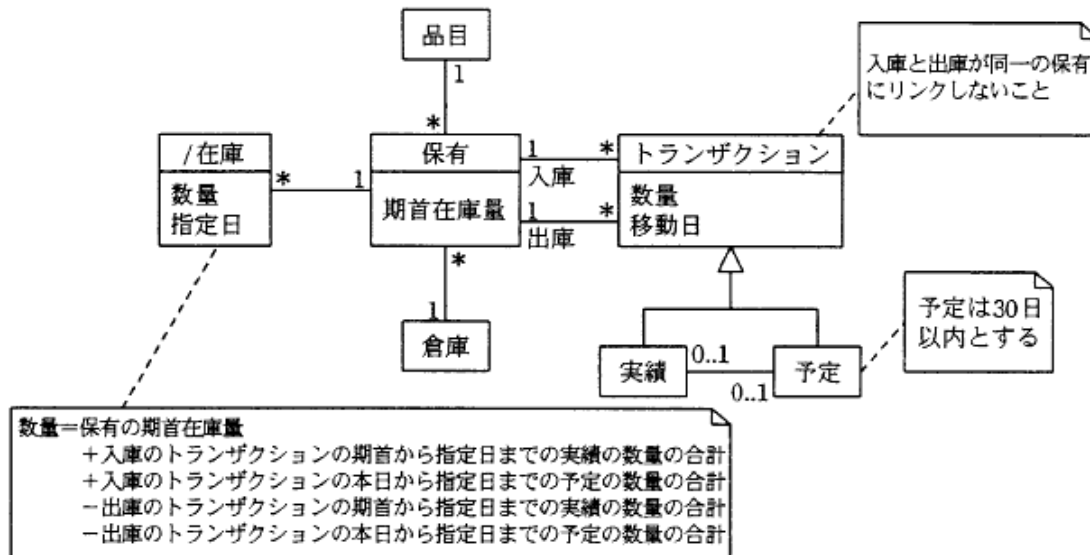 品目
1
*
入庫と出庫が同一の保有
にリンクしないこと
/在庫
数量
指定日
*
1
保有
期首在庫量
1
*
入庫
1
*
出庫
トランザクション
数量
移動日
*
1
倉庫
実績
0..1
0..1
予定
予定は30日
以内とする
数量=保有の期首在庫量
+入庫のトランザクションの期首から指定日までの実績の数量の合計
+入庫のトランザクションの本日から指定日までの予定の数量の合計
-出庫のトランザクションの期首から指定日までの実績の数量の合計
-出庫のトランザクションの本日から指定日までの予定の数量の合計